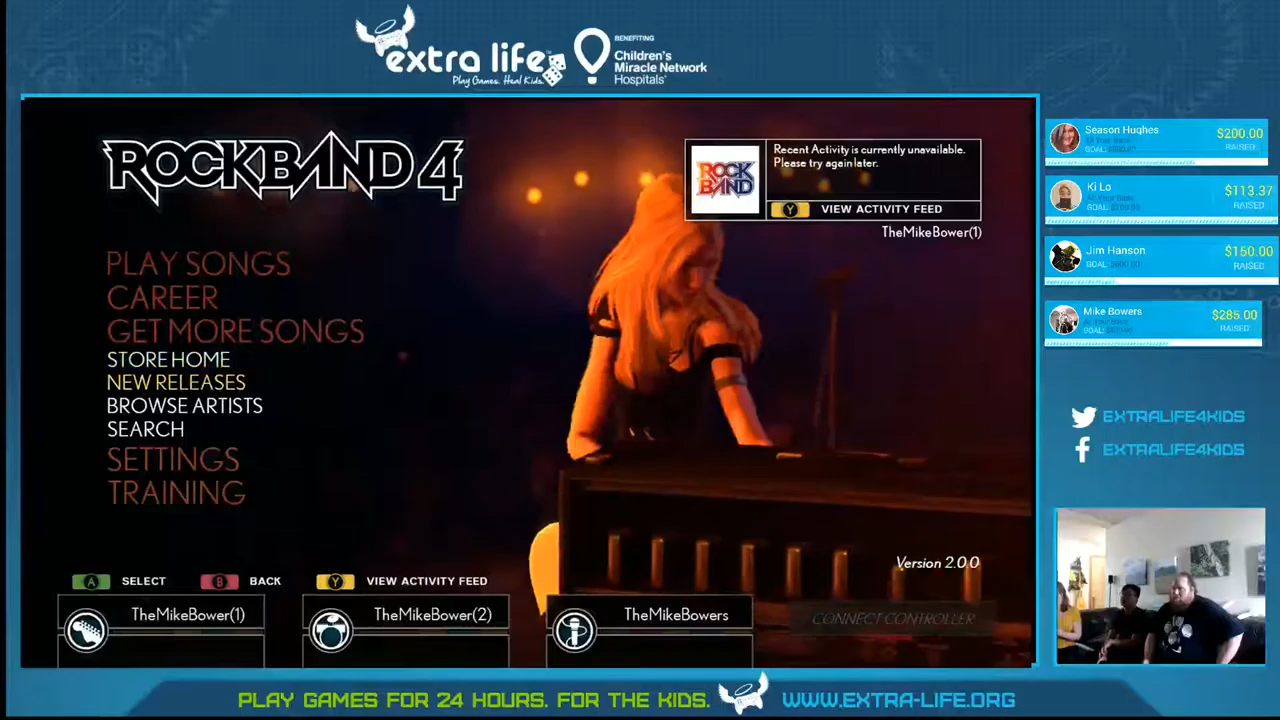 extra life
Play Games. Heal Kids.
BENEFITING
Children's
Miracle Network
Hospitals
ROCKBAND 4
Recent Activity is currently unavailable.
Please try again later.
ROCK
BAND
Y VIEW ACTIVITY FEED
TheMikeBower(1)
PLAY SONGS
CAREER
GET MORE SONGS
STORE HOME
NEW RELEASES
BROWSE ARTISTS
SEARCH
SETTINGS
TRAINING
Version 2.0.0
A SELECT B BACK Y VIEW ACTIVITY FEED
TheMikeBower(1)
TheMikeBower(2)
TheMikeBowers
CONNECT CONTROLLER
Season Hughes
$200.00
GOAL:
RAISED
Ki Lo
$113.37
GOAL:
RAISED
Jim Hanson
$150.00
GOAL:
RAISED
Mike Bowers
$285.00
GOAL:
RAISED
EXTRALIFE4KIDS
EXTRALIFE4KIDS
PLAY GAMES FOR 24 HOURS. FOR THE KIDS. WWW.EXTRA-LIFE.ORG